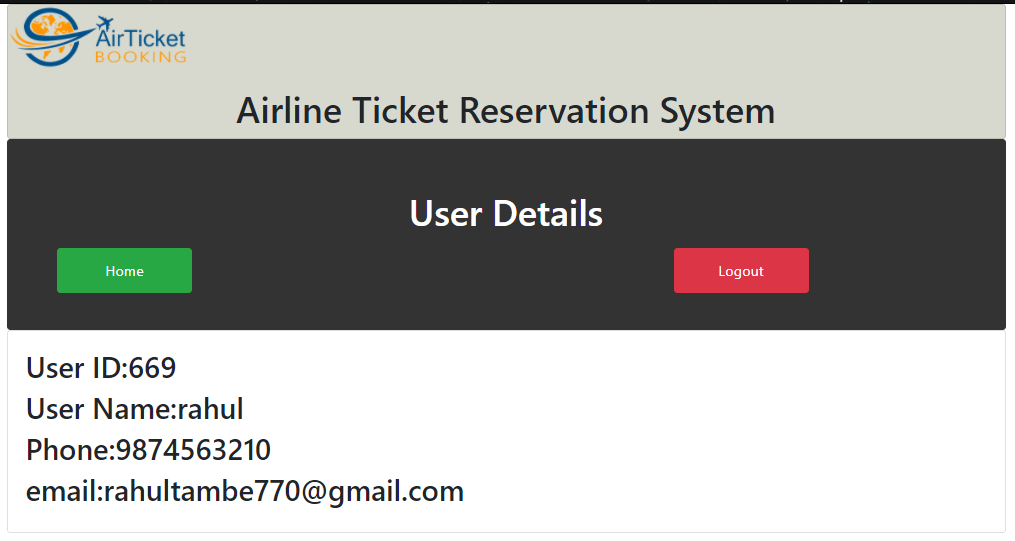 AirTicket
BOOKING
Airline Ticket Reservation System
User Details
Home
Logout
User ID:669
User Name:rahul
Phone:9874563210
email:rahultambe770@gmail.com